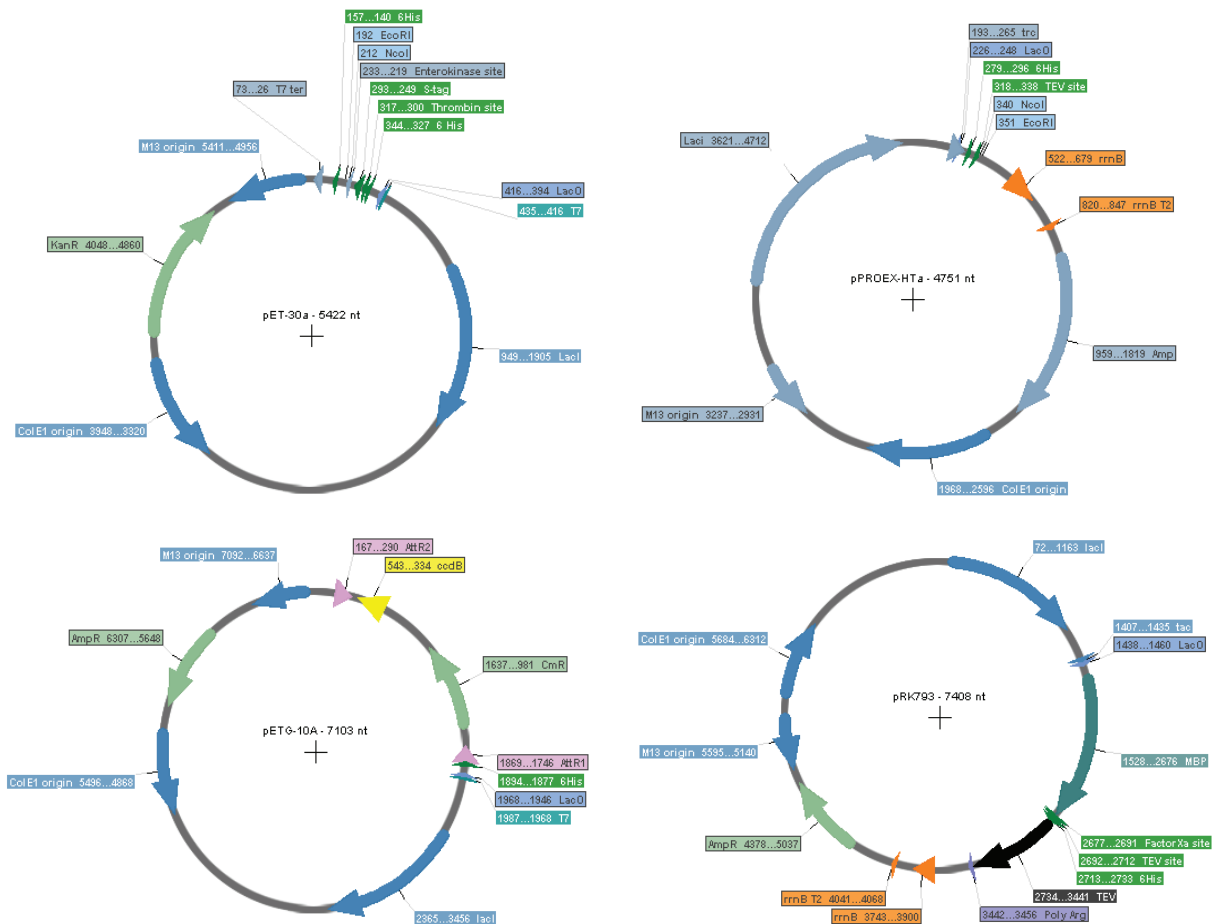 157...140 6His
192 EcoRI
212 NcoI
233...219 Enterokinase site
73...26 T7 ter
293...249 S-tag
317...300 Thrombin site
344...327 6 His
M13 origin 5411...4956
416...394 LacO
435...416 T7
KanR 4048...4860
pET-30a - 5422 nt
949...1905 LacI
ColE1 origin 3948...3320
193...265 trc
226...248 LacO
279...296 6His
318...338 TEV site
340 NcoI
351 EcoRI
Laci 3621...4712
522...679 rrnB
820...847 rrnB T2
pPROEX-HTa - 4751 nt
959...1819 Amp
M13 origin 3237...2931
1968...2596 ColE1 origin
M13 origin 7092...6637
167...290 AttR2
543...334 ccdB
AmpR 6307...5648
1637...981 CmR
pETG-10A - 7103 nt
1869...1746 AttR1
1894...1877 6His
1968...1946 LacO
1987...1968 T7
ColE1 origin 5496...4868
2365...3456 lacI
72...1163 lacI
ColE1 origin 5684...6312
1407...1435 tac
1438...1460 LacO
pRK793 - 7408 nt
M13 origin 5595...5140
1528...2676 MBP
AmpR 4378...5037
2677...2691 FactorXa site
2692...2712 TEV site
2713...2733 6His
2734...3441 TEV
rrnB T2 4041...4068
3442...3456 Poly Arg
rrnB 3743...3900